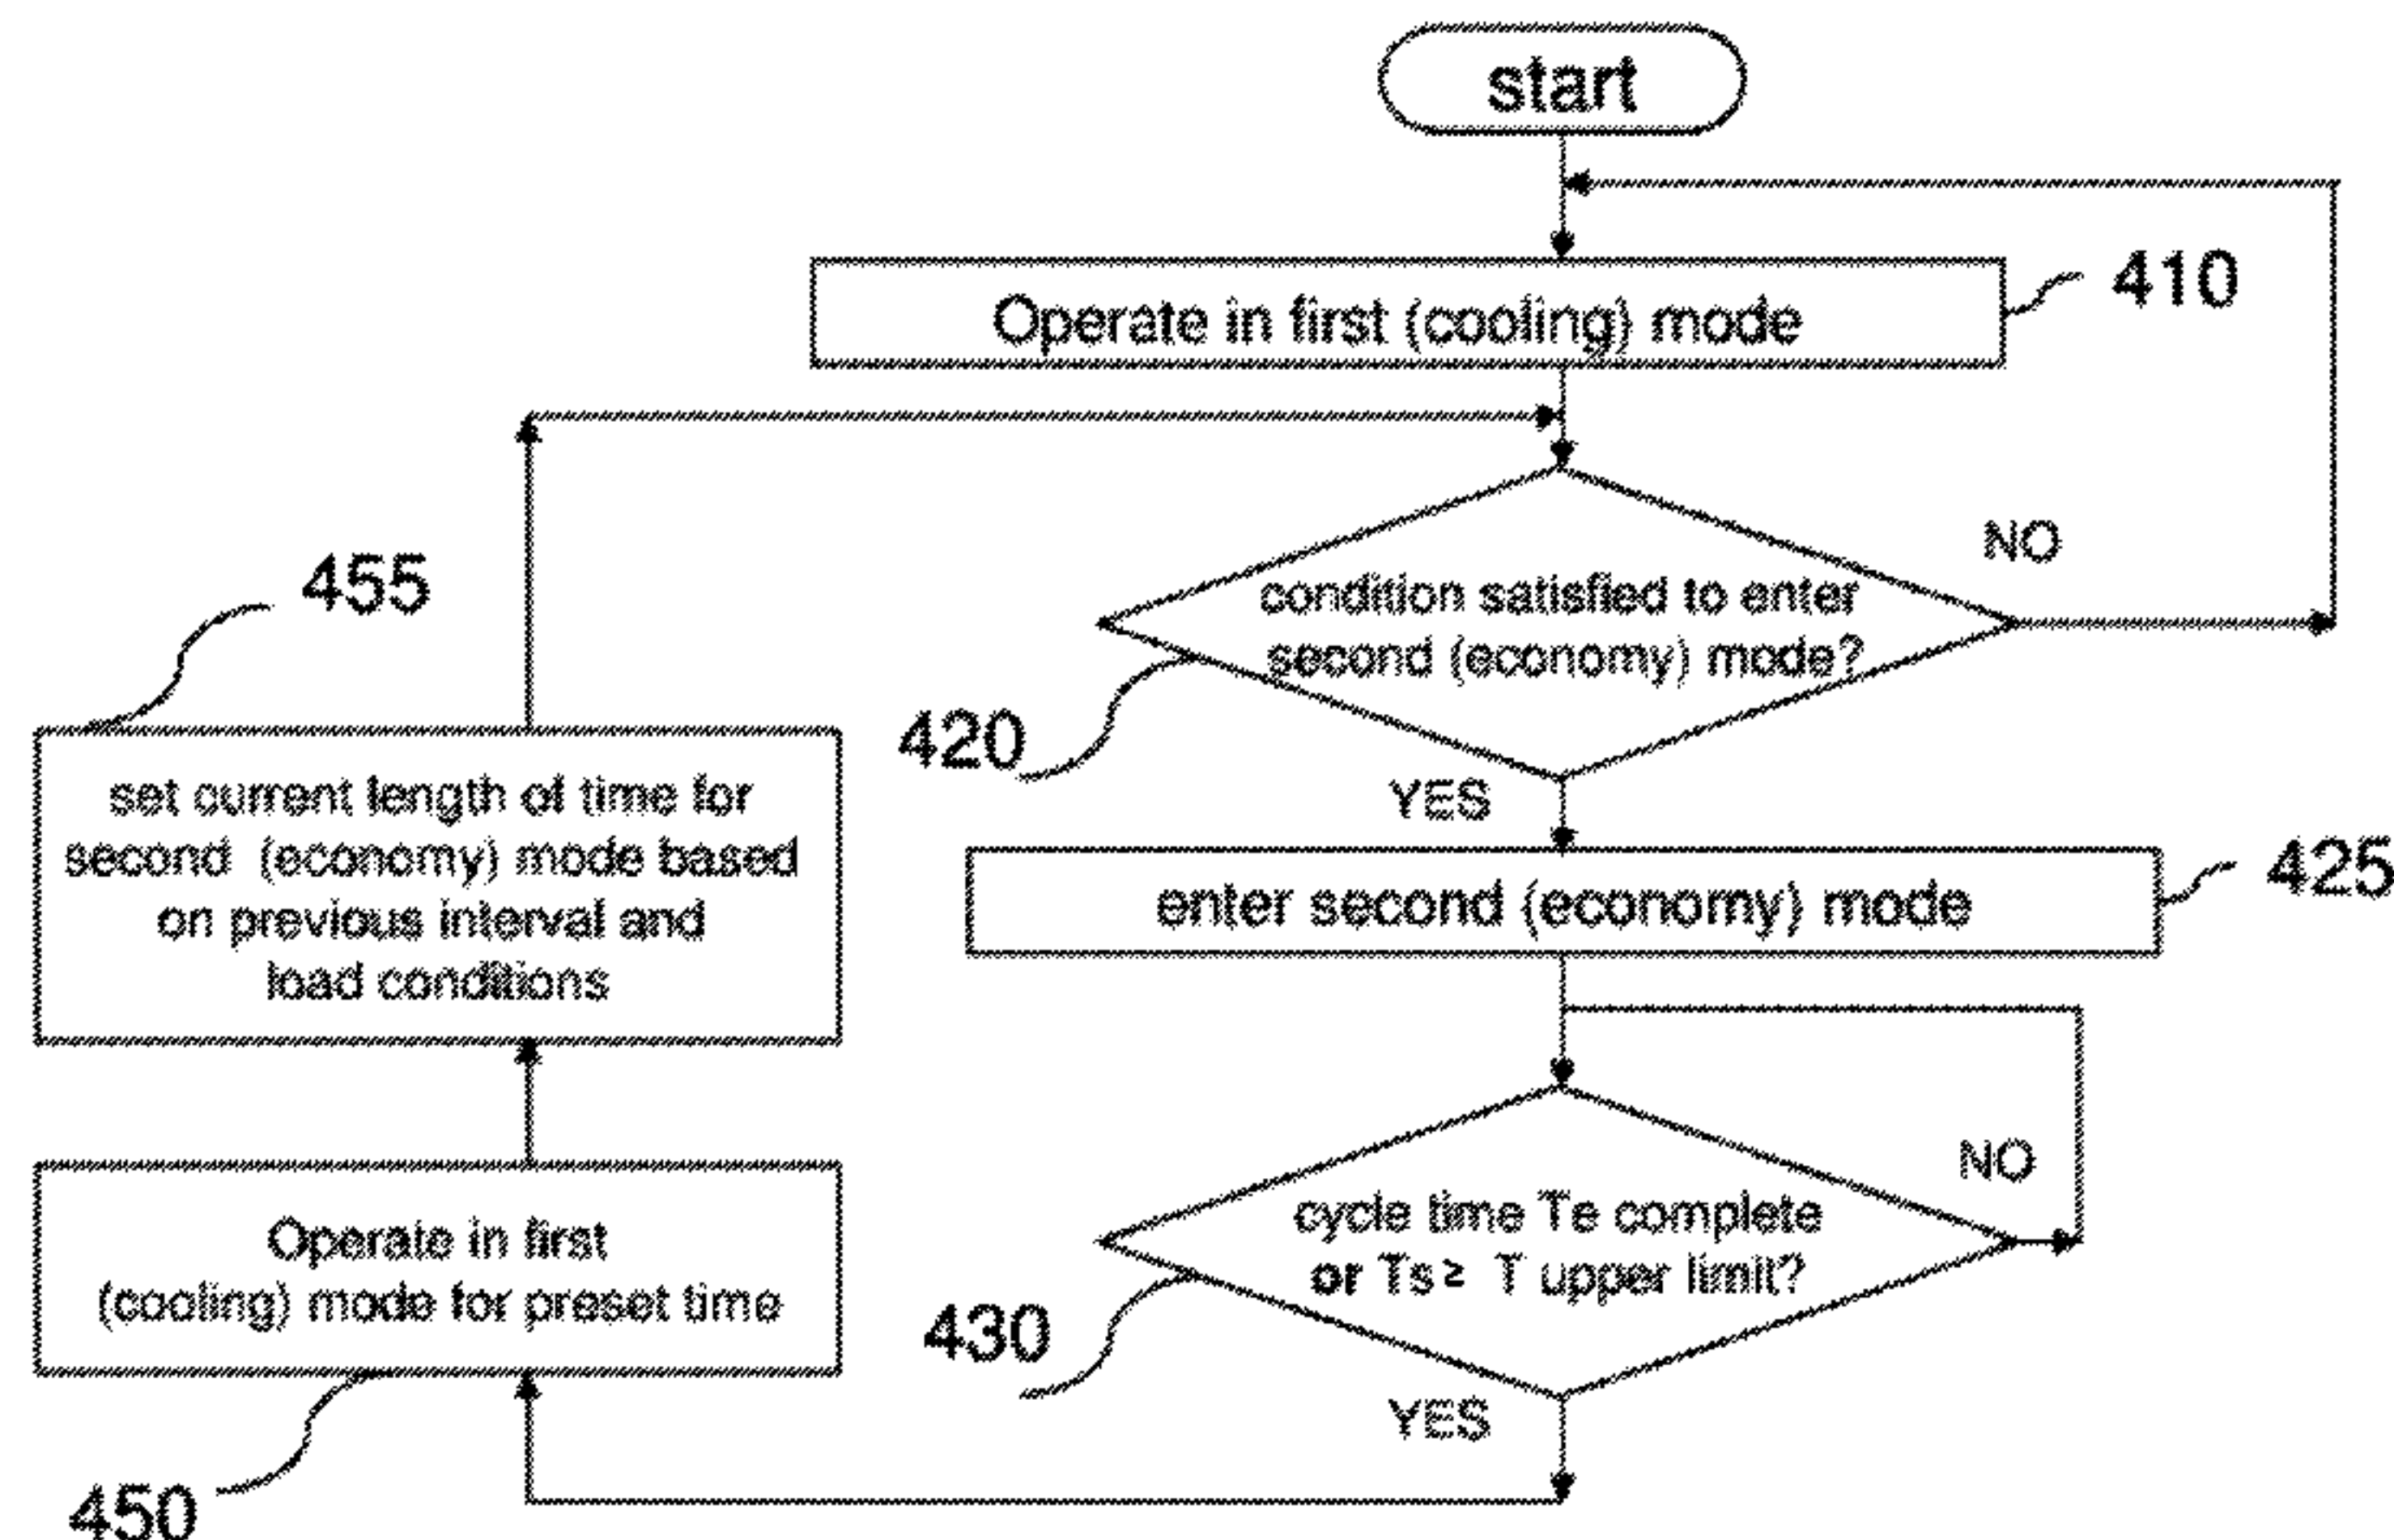 start
Operate in first (cooling) mode
410
condition satisfied to enter
second (economy) mode?
NO
420
YES
455
set current length of time for
second (economy) mode based
on previous interval and
load conditions
enter second (economy) mode
425
cycle time Te complete
or Ts ≥ T upper limit?
NO
430
YES
Operate in first
(cooling) mode for preset time
450